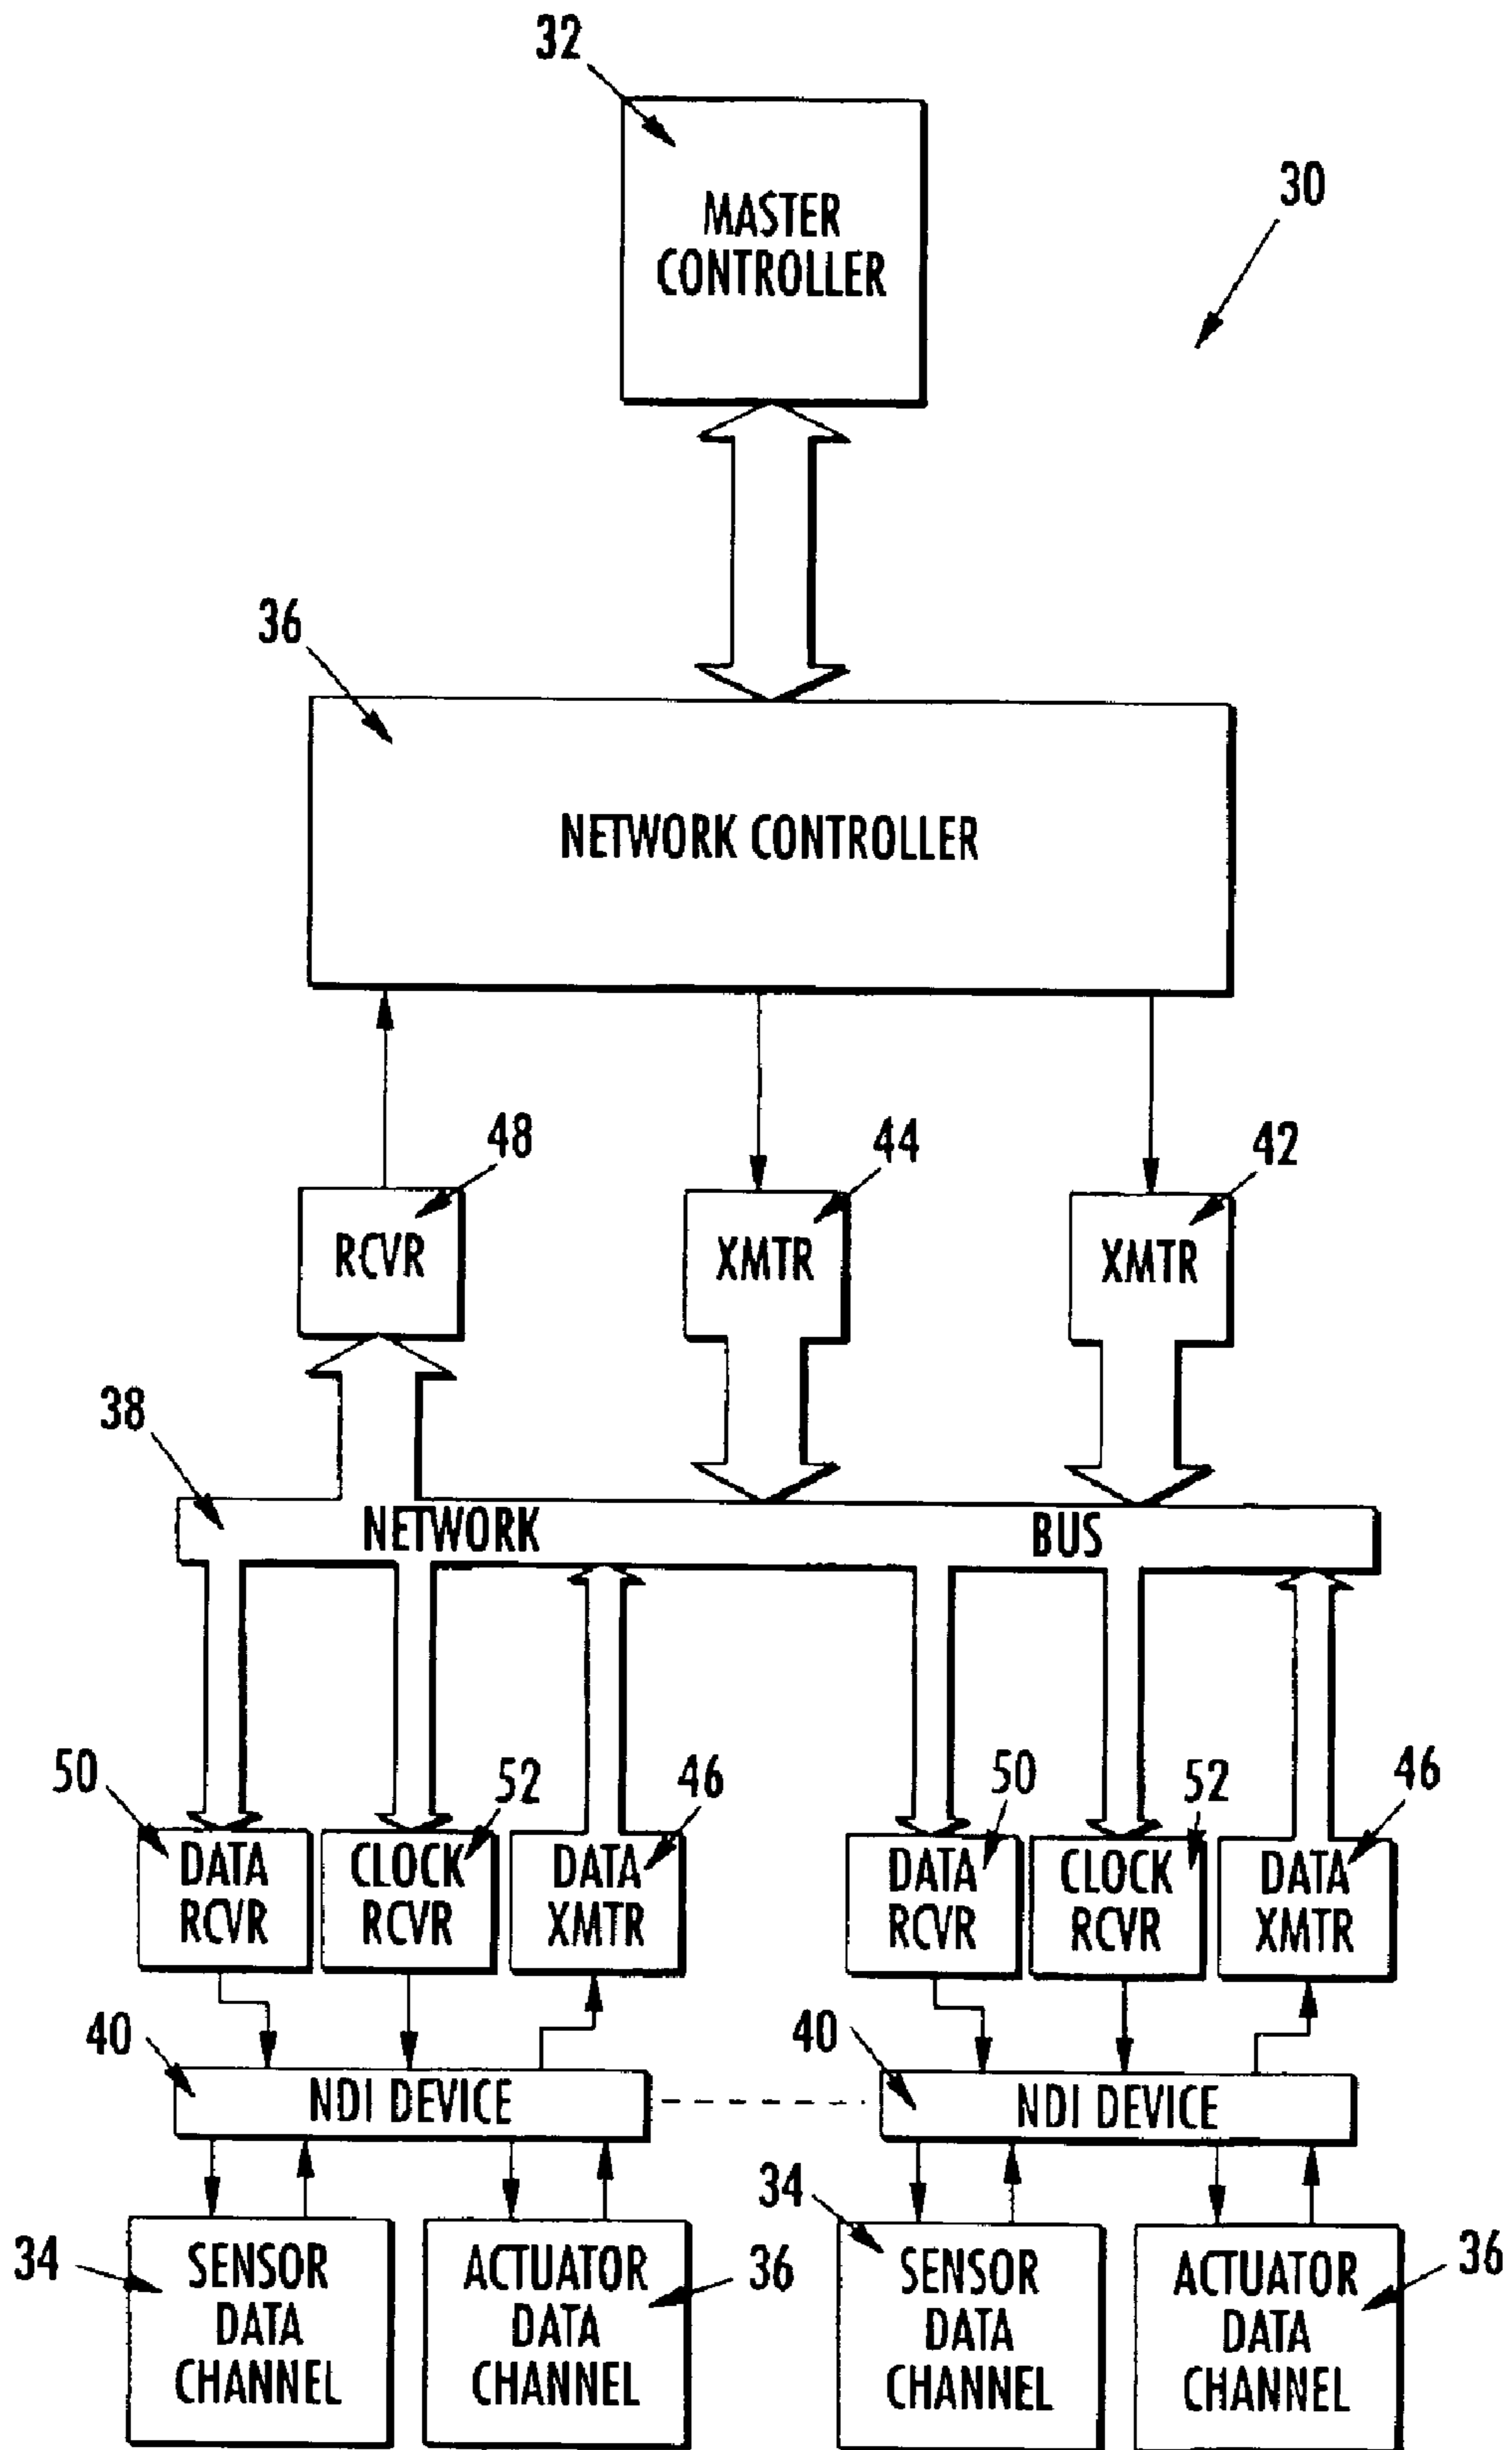 32
MASTER
CONTROLLER
30
36
NETWORK CONTROLLER
48
44
42
RCVR
XMTR
XMTR
38
NETWORK BUS
50
52
46
50
52
46
DATA
RCVR
CLOCK
RCVR
DATA
XMTR
DATA
RCVR
CLOCK
RCVR
DATA
XMTR
40
NDI DEVICE
40
NDI DEVICE
34
SENSOR
DATA
CHANNEL
ACTUATOR
DATA
CHANNEL
36
34
SENSOR
DATA
CHANNEL
ACTUATOR
DATA
CHANNEL
36